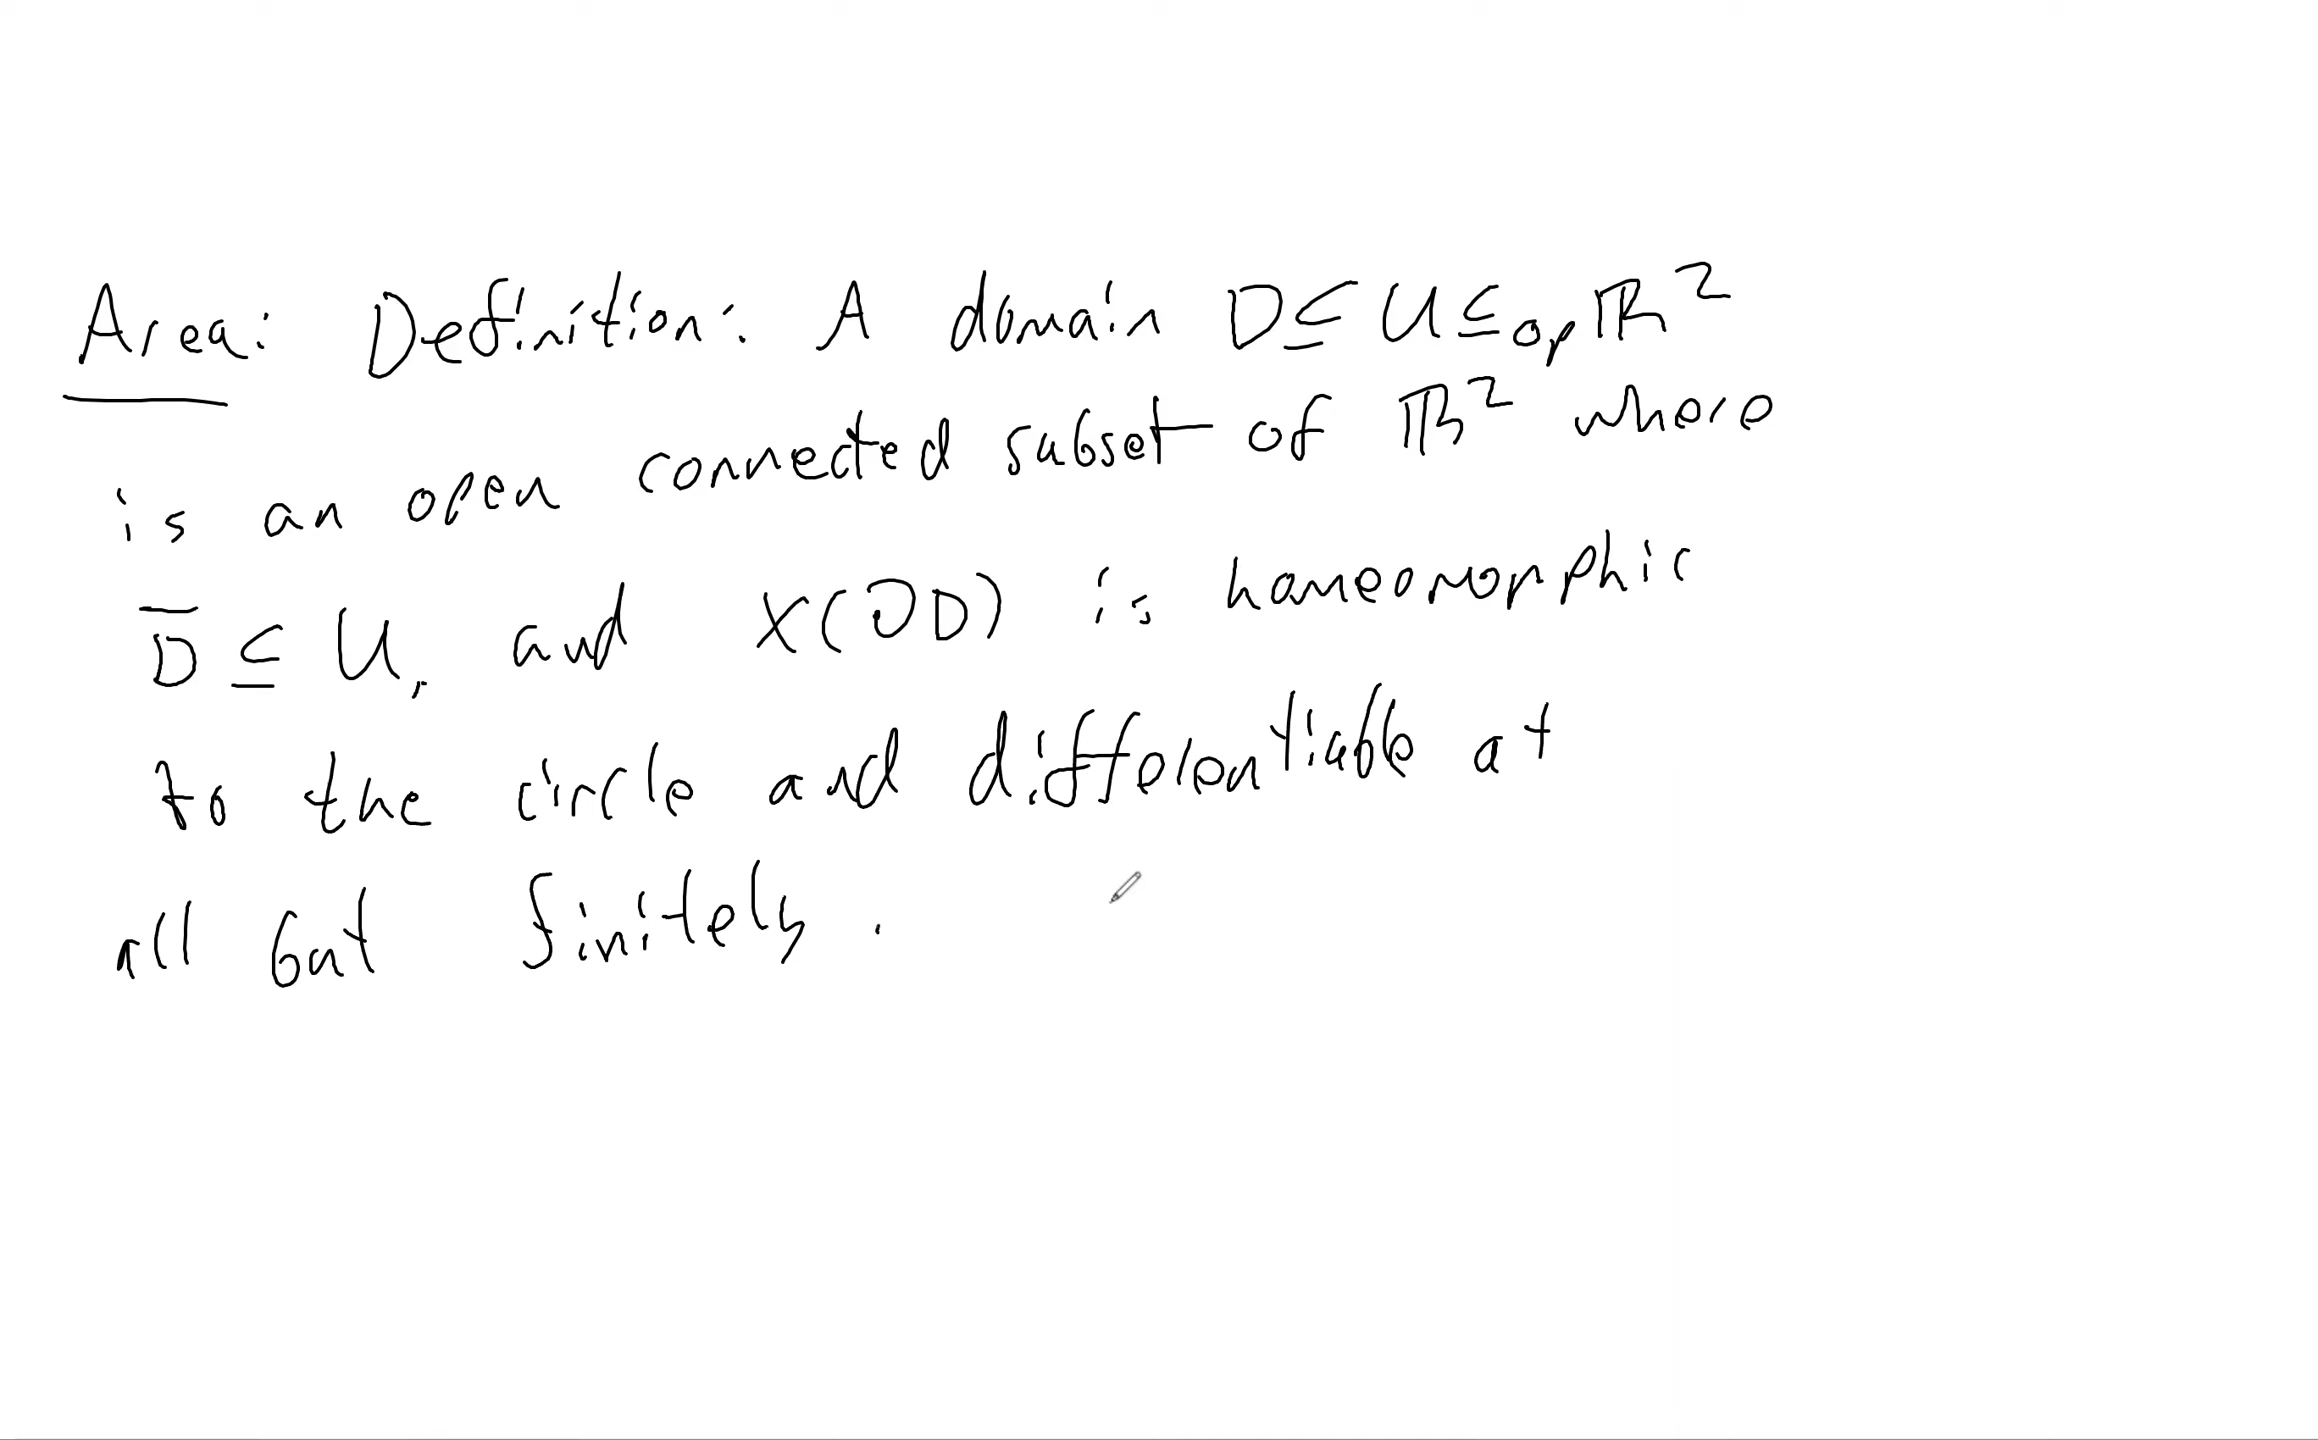 Area: Definition: A domain D ⊆ U ⊆op ℝ²
is an open connected subset of ℝ² where
D̅ ⊆ U, and X(∂D) is homeomorphic
to the circle and differentiable at
all but finitely.